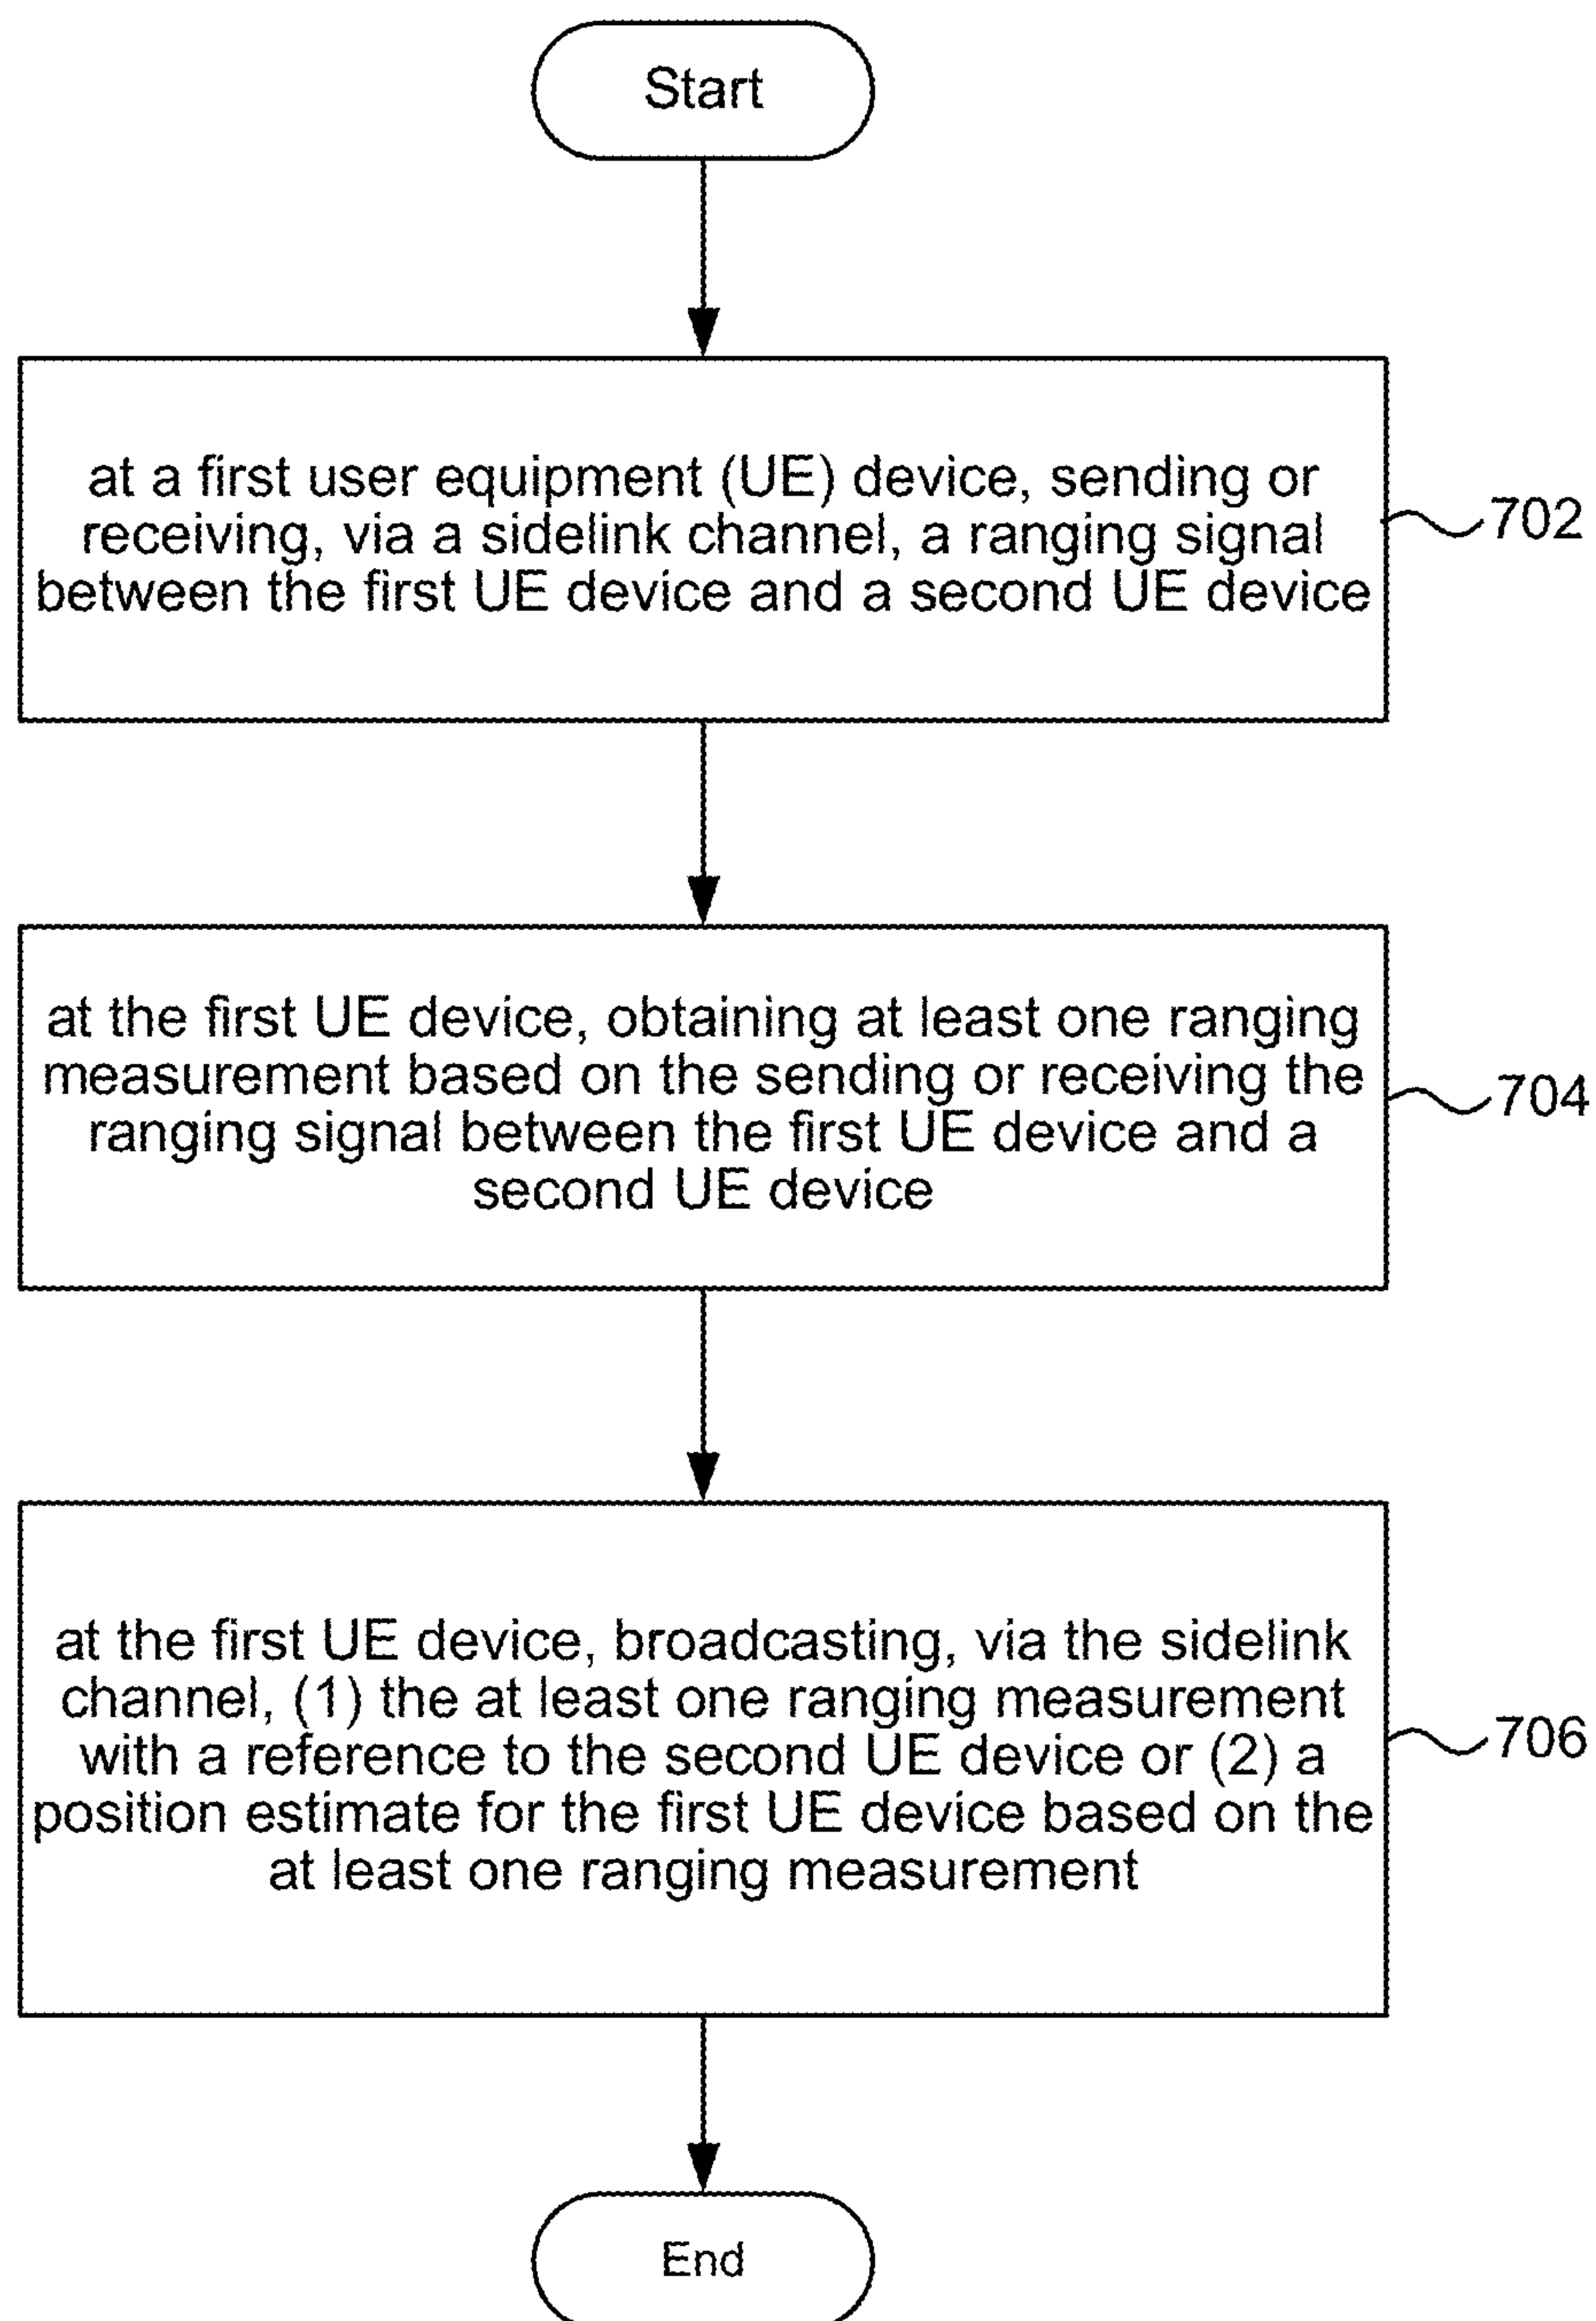 Start
at a first user equipment (UE) device, sending or
receiving, via a sidelink channel, a ranging signal
between the first UE device and a second UE device
702
at the first UE device, obtaining at least one ranging
measurement based on the sending or receiving the
ranging signal between the first UE device and a
second UE device
704
at the first UE device, broadcasting, via the sidelink
channel, (1) the at least one ranging measurement
with a reference to the second UE device or (2) a
position estimate for the first UE device based on the
at least one ranging measurement
706
End